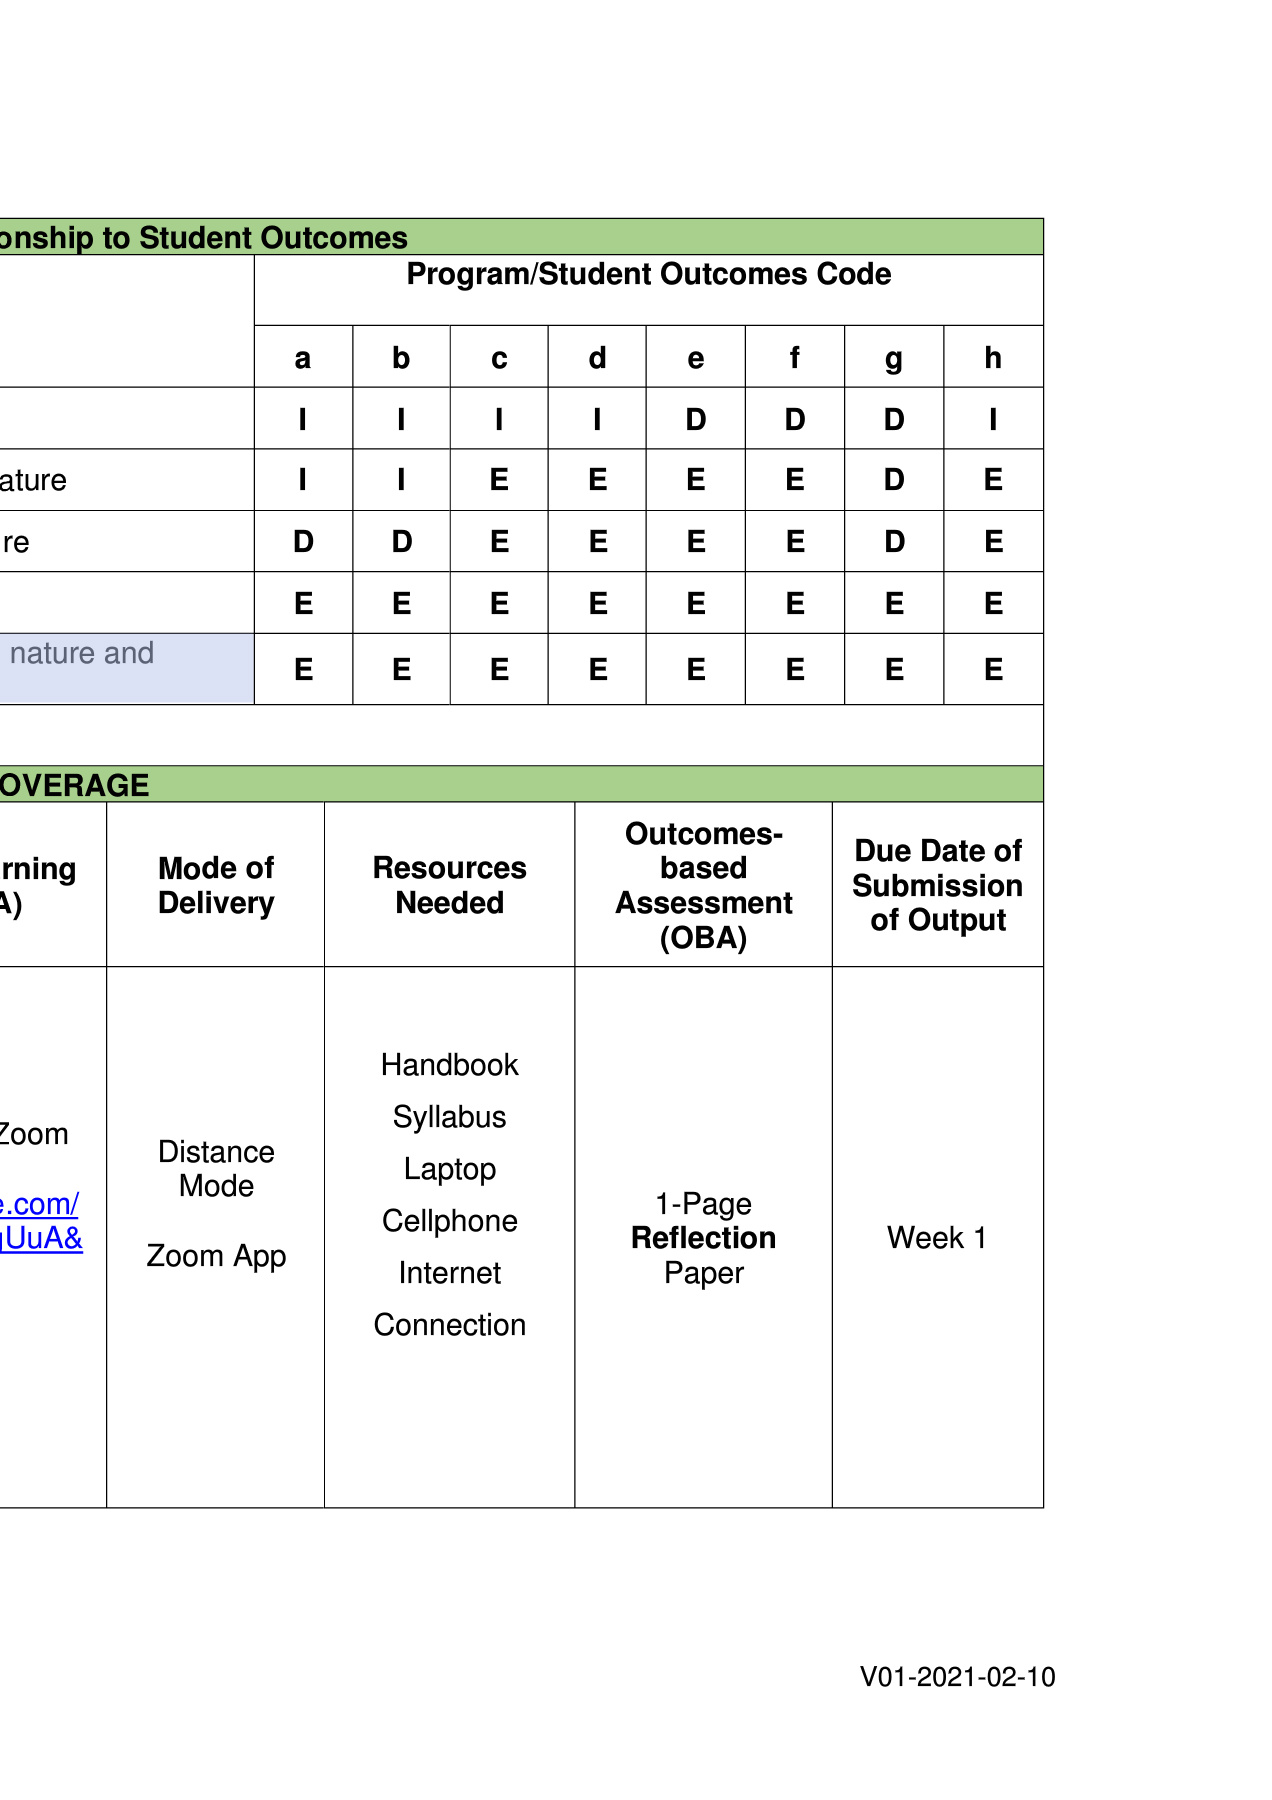 onship to Student Outcomes
Program/Student Outcomes Code
a b c d e f g h
I I I I D D D I
ature I I E E E E D E
re D D E E E E D E
E E E E E E E E
nature and
E E E E E E E E
OVERAGE
rning
A)
Mode of
Delivery
Resources
Needed
Outcomes-
based
Assessment
(OBA)
Due Date of
Submission
of Output
Zoom
e.com/
UuA&
Distance
Mode
Zoom App
Handbook
Syllabus
Laptop
Cellphone
Internet
Connection
1-Page
Reflection
Paper
Week 1
V01-2021-02-10